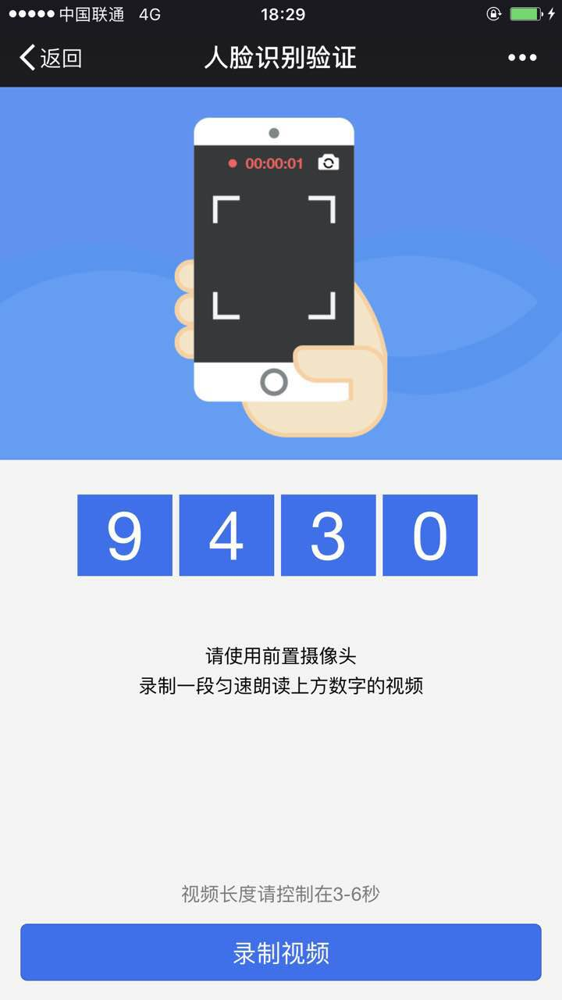 中国联通 4G 18:29
返回 人脸识别验证
00:00:01
9 4 3 0
请使用前置摄像头
录制一段匀速朗读上方数字的视频
视频长度请控制在3-6秒
录制视频